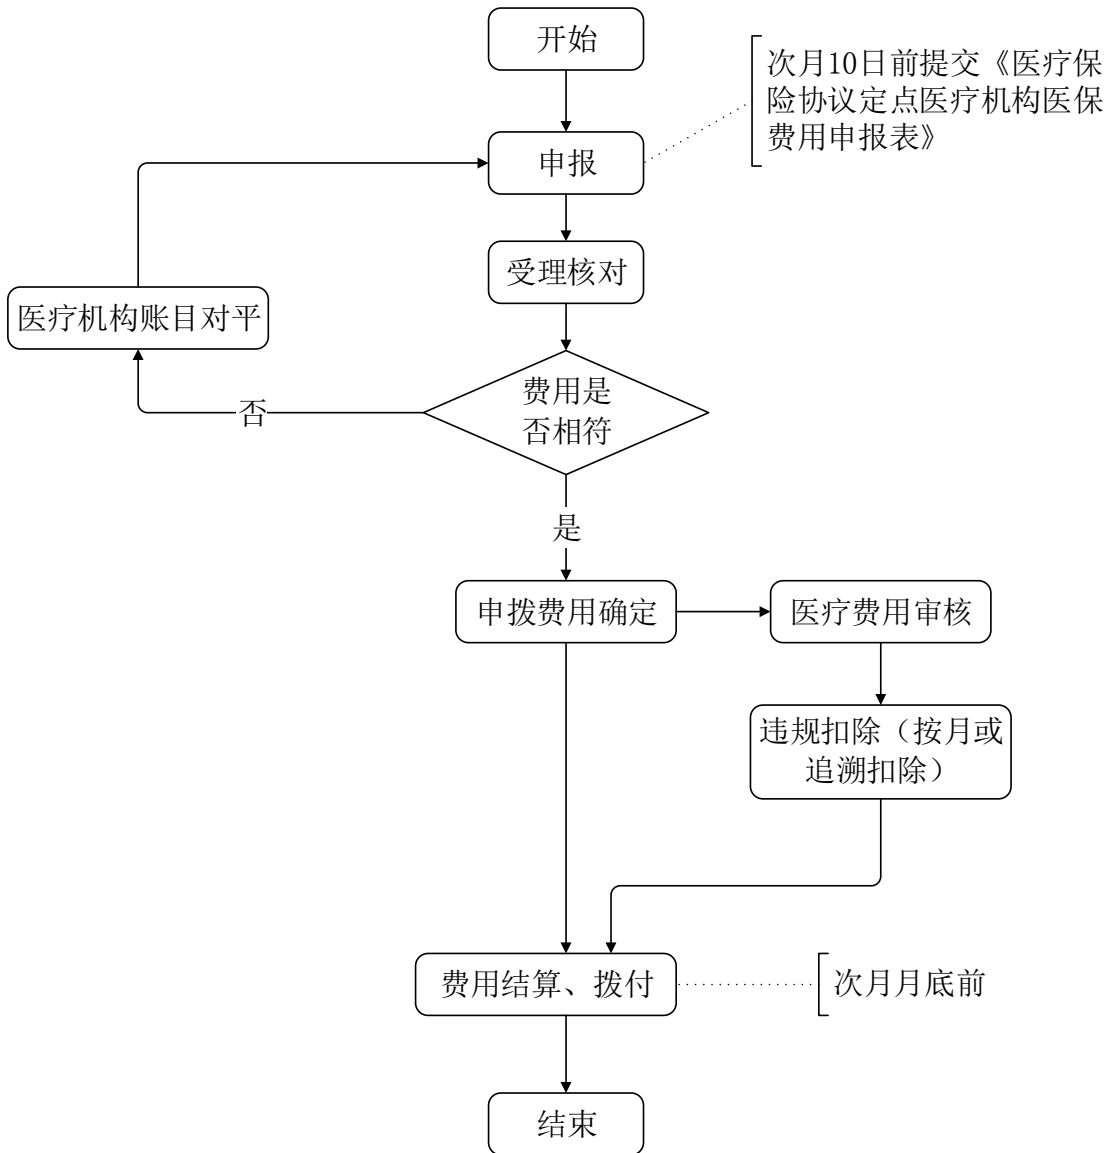 开始
次月10日前提交《医疗保
险协议定点医疗机构医保
费用申报表》
申报
受理核对
医疗机构账目对平
费用是
否相符
否
是
申拨费用确定
医疗费用审核
违规扣除（按月或
追溯扣除）
费用结算、拨付
次月月底前
结束